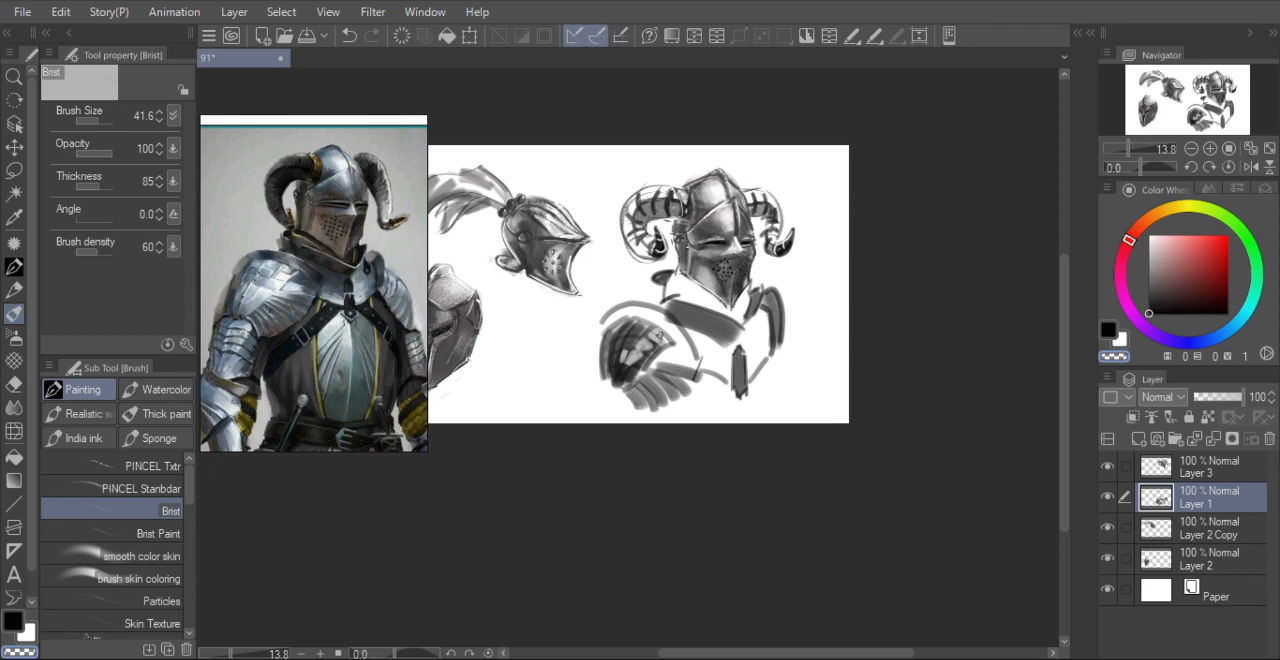 File Edit Story(P) Animation Layer Select View Filter Window Help
Tool property [Brist]
Brist
Brush Size 41.6
Opacity 100
Thickness 85
Angle 0.0
Brush density 60
Sub Tool [Brush]
Painting Watercolor
Realistic w Thick paint
India ink Sponge
PINCEL Txtr
PINCEL Stanbdar
Brist
Brist Paint
smooth color skin
brush skin coloring
Particles
Skin Texture
91*
13.8 0.0
Navigator
13.8
0.0
Color Whee
H 0 S 0 V 1
Layer
Normal 100
100 % Normal
Layer 3
100 % Normal
Layer 1
100 % Normal
Layer 2 Copy
100 % Normal
Layer 2
Paper